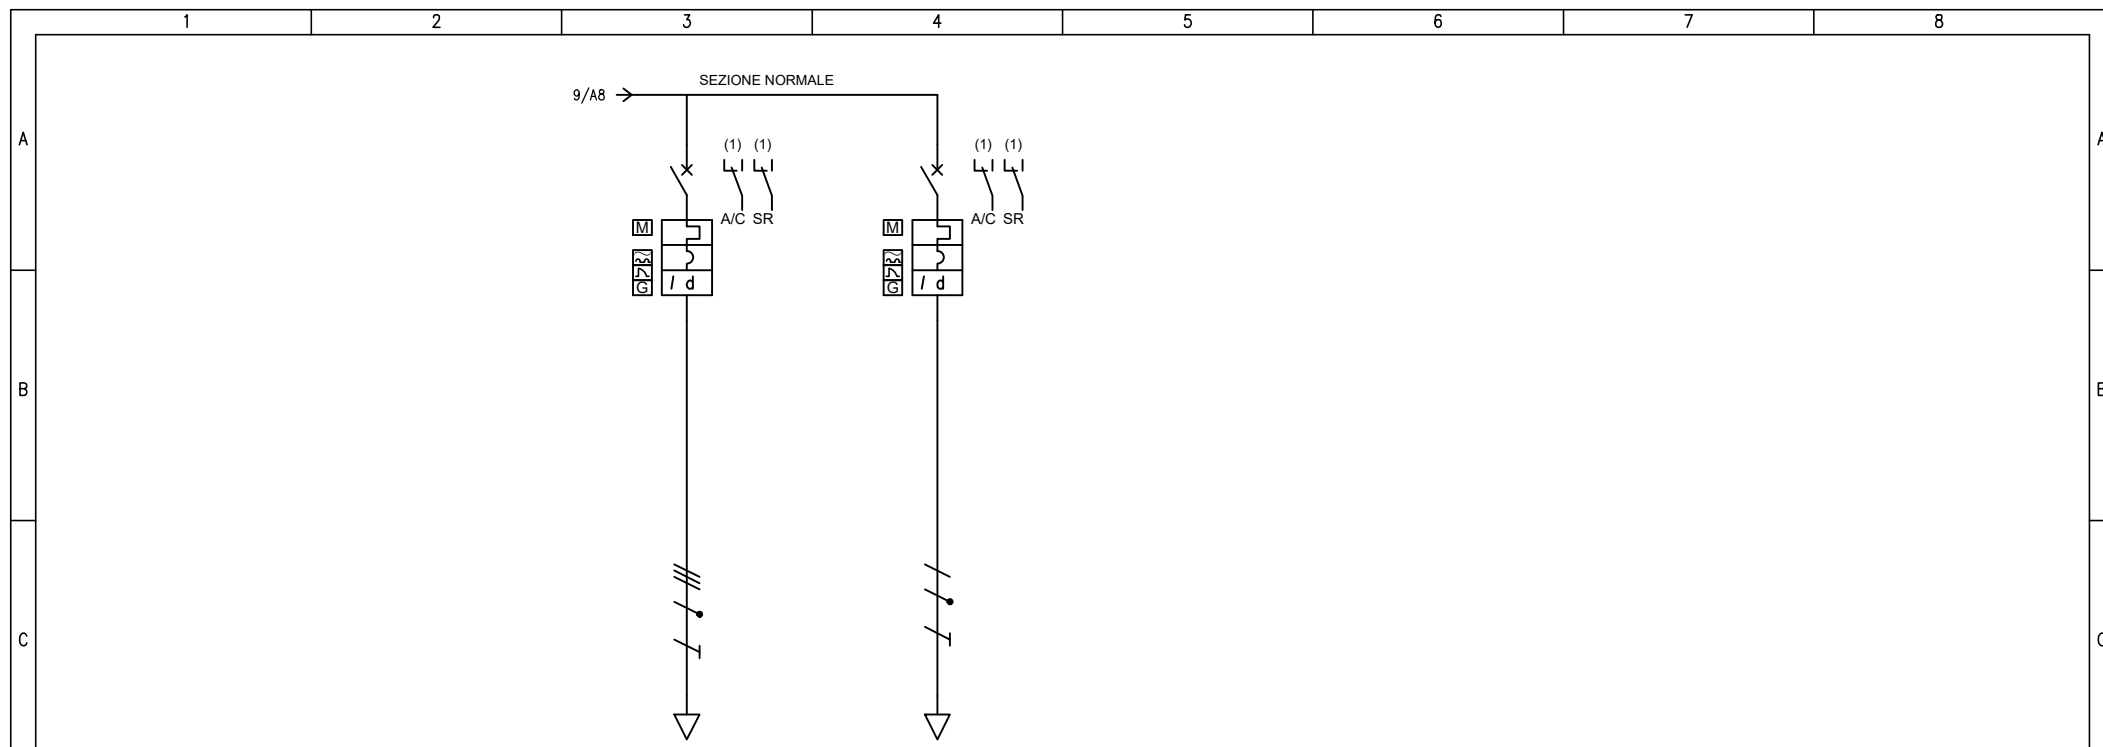 1 2 3 4 5 6 7 8
SEZIONE NORMALE
9/A8
A A
(1) (1) (1) (1)
A/C SR A/C SR
M M
I d I d
G G
B
C